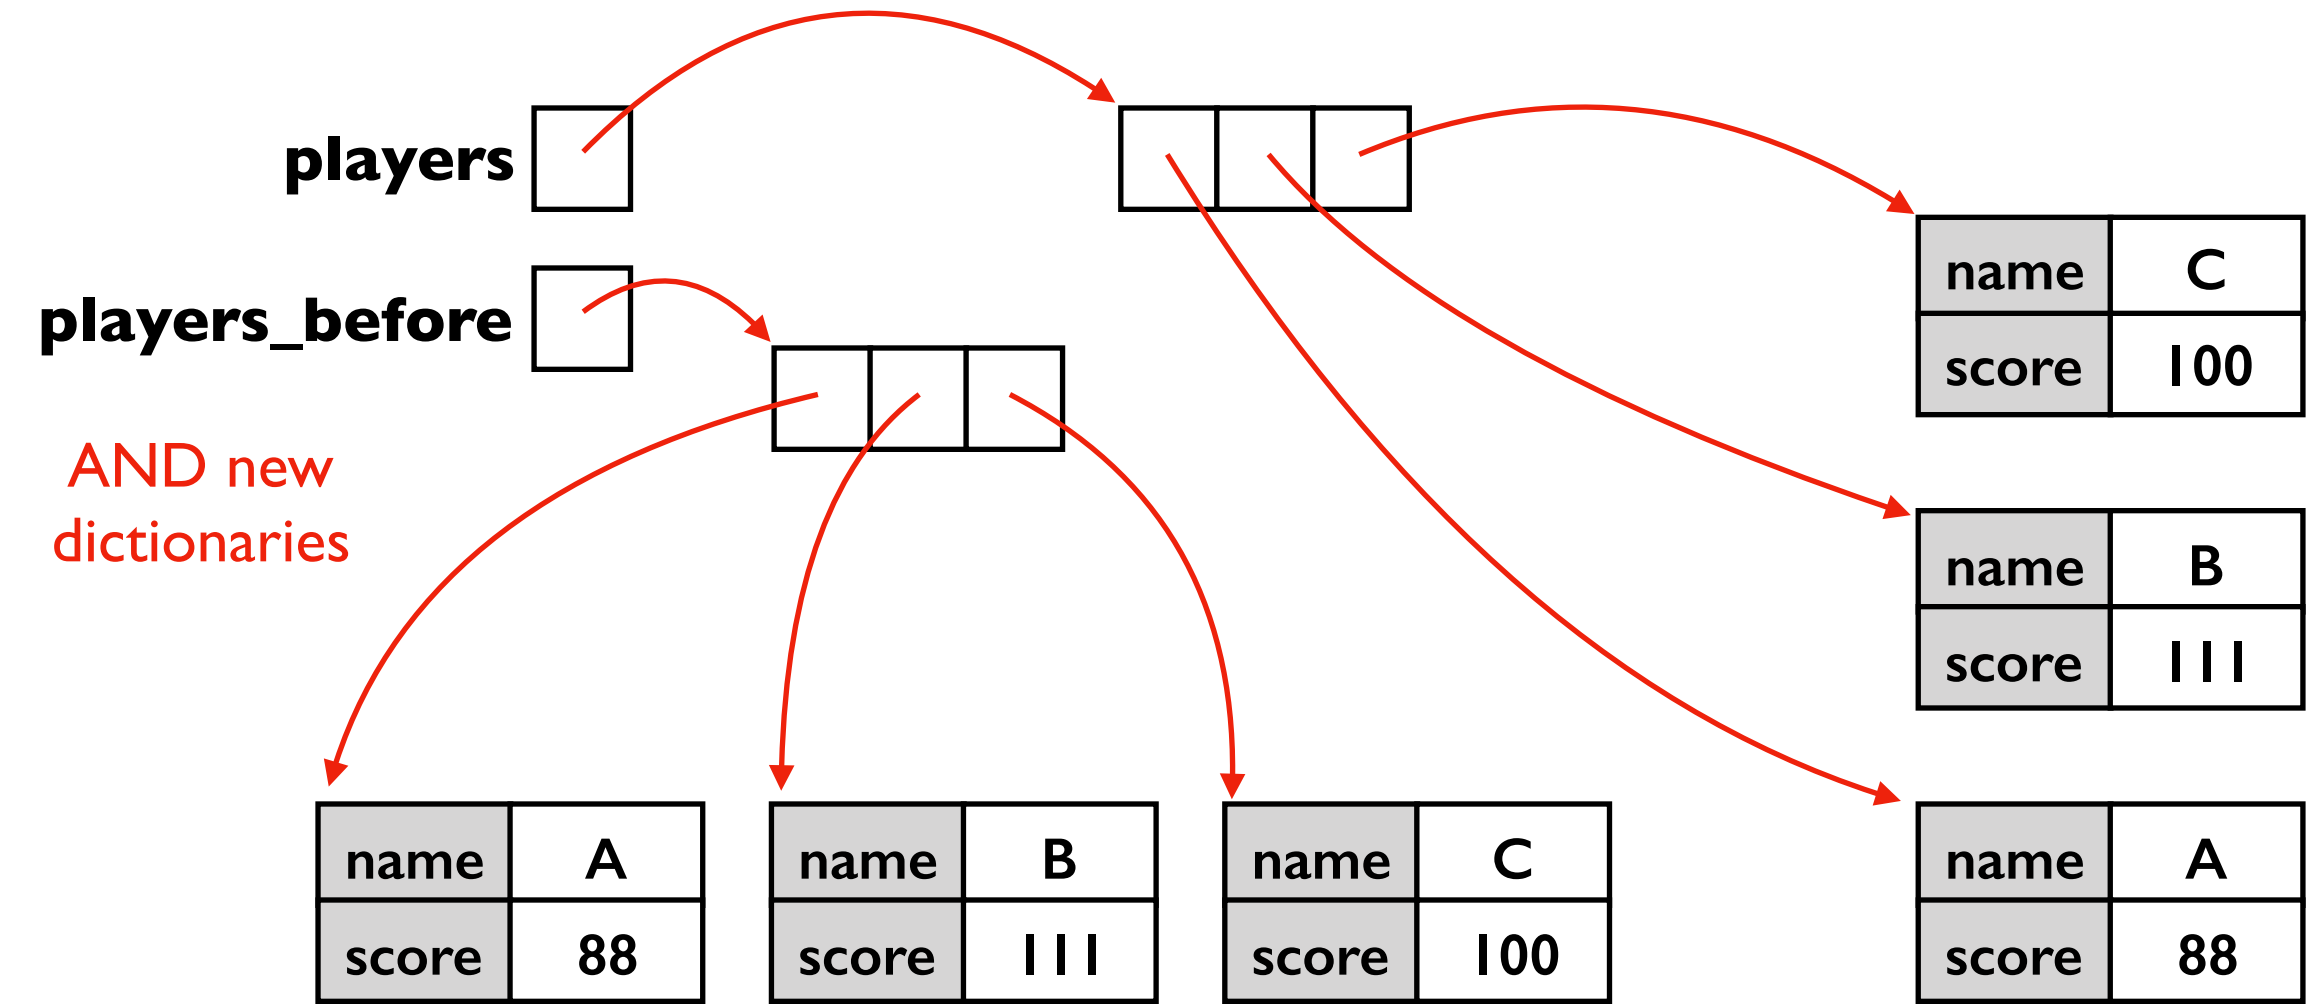 players
players_before
AND new
dictionaries
name C
score 100
name B
score 111
name A
score 88
name B
score 111
name C
score 100
name A
score 88